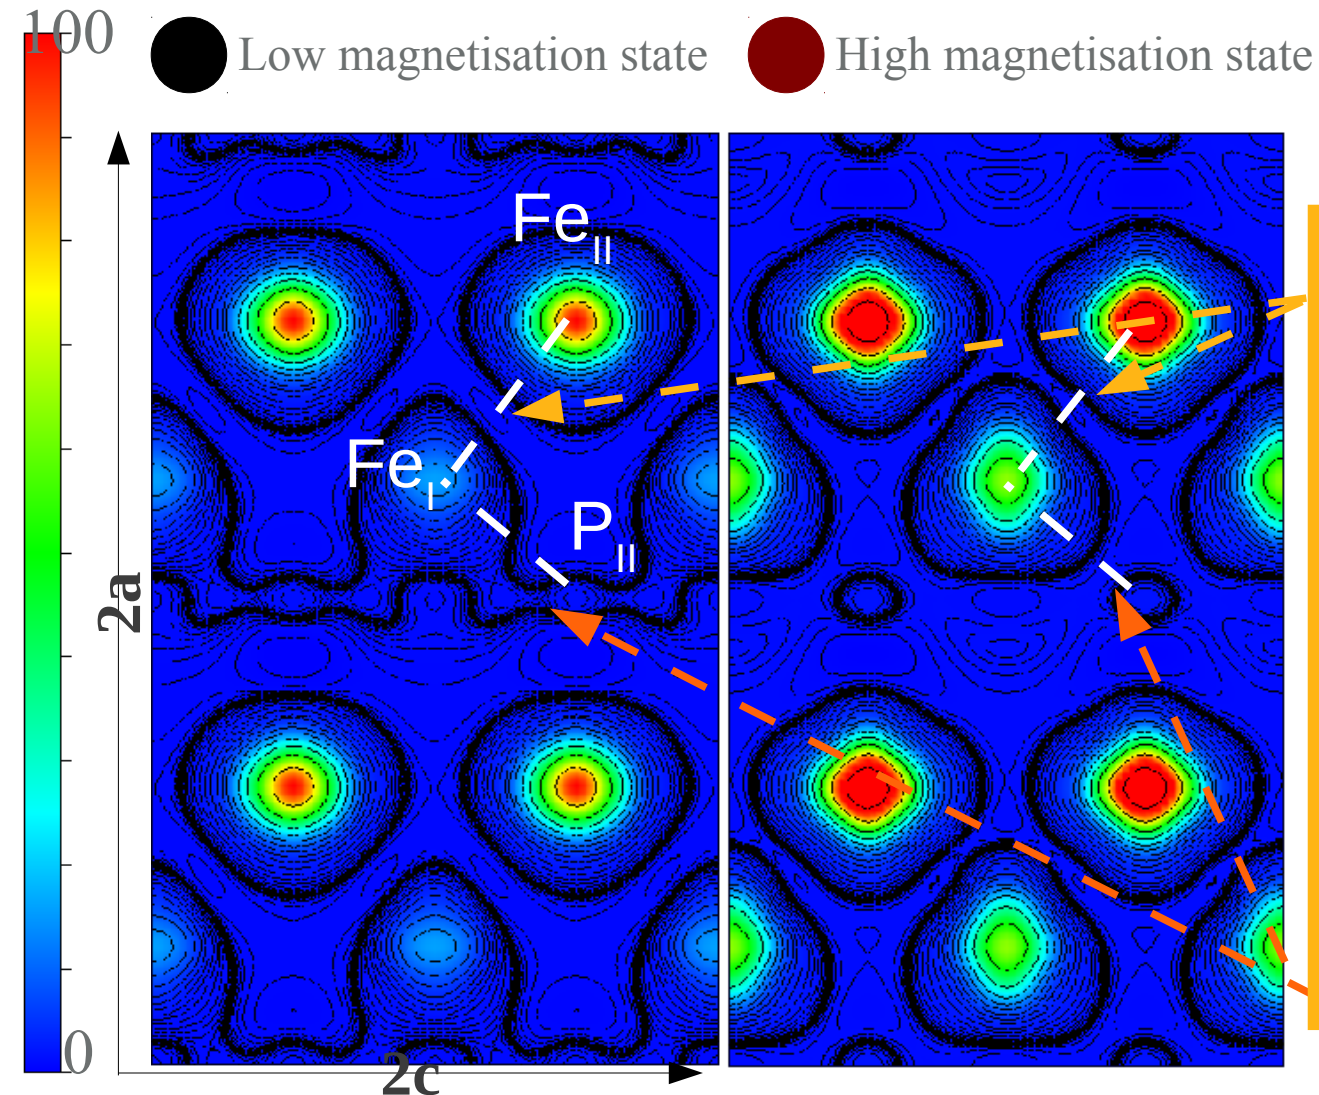 100
Low magnetisation state
High magnetisation state
FeII
FeI
PII
2a
0
2c